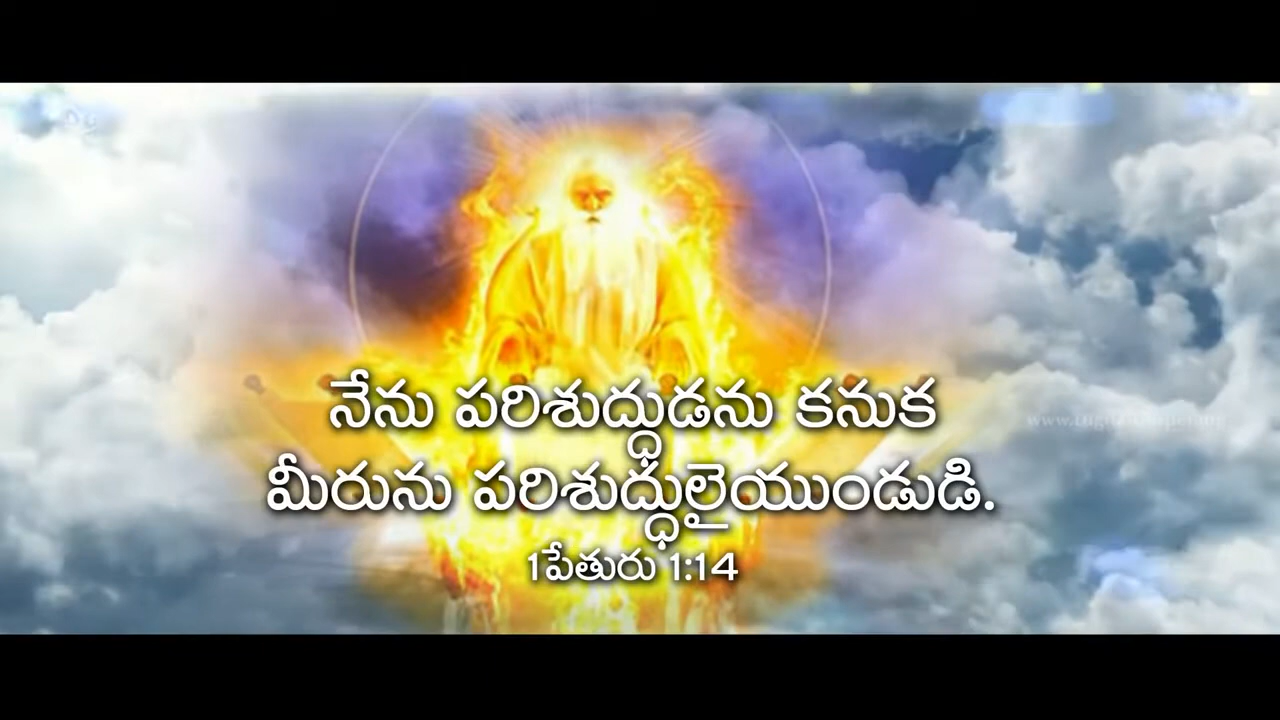 నేను పరిశుద్ధుడను కనుక
మీరును పరిశుద్ధులైయుండుడి.
1పేతురు 1:14